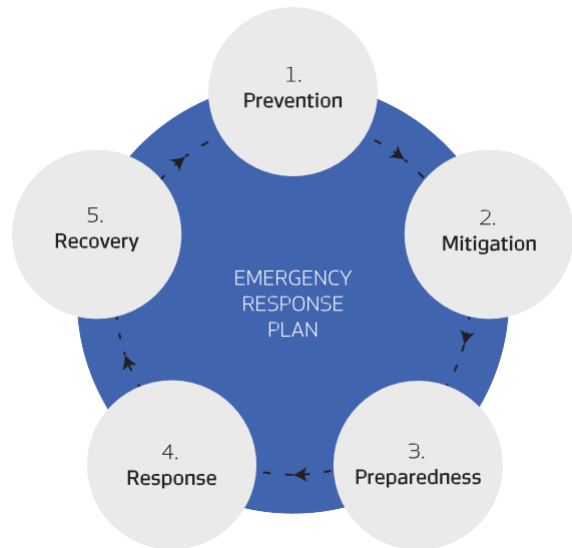 1.
Prevention
2.
Mitigation
3.
Preparedness
4.
Response
5.
Recovery
EMERGENCY
RESPONSE
PLAN